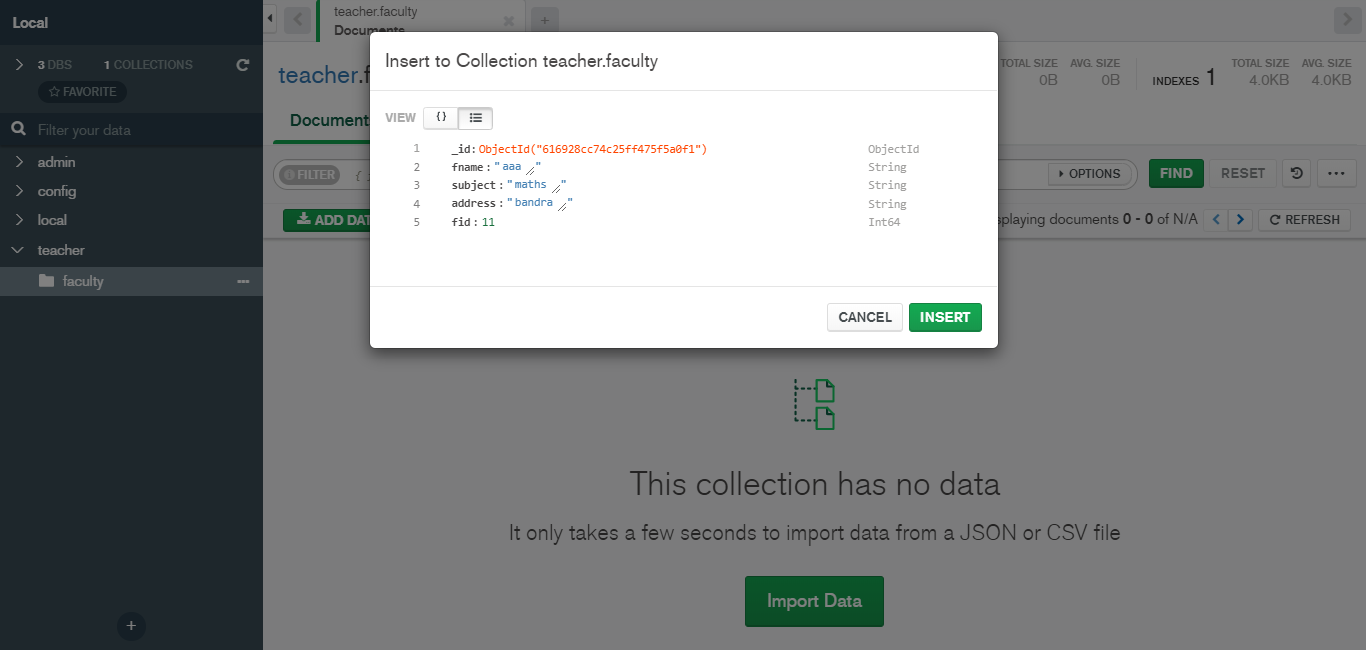 Local
3 DBS 1 COLLECTIONS
FAVORITE
Filter your data
admin
config
local
teacher
faculty
teacher.faculty
Documents
teacher.f
TOTAL SIZE AVG. SIZE
0B 0B
INDEXES 1
TOTAL SIZE AVG. SIZE
4.0KB 4.0KB
Document
FILTER {
OPTIONS
FIND
RESET
ADD DAT
splaying documents 0 - 0 of N/A
REFRESH
Insert to Collection teacher.faculty
VIEW {}
1 _id: ObjectId("616928cc74c25ff475f5a0f1") ObjectId
2 fname: "aaa" String
3 subject: "maths" String
4 address: "bandra" String
5 fid: 11 Int64
CANCEL INSERT
This collection has no data
It only takes a few seconds to import data from a JSON or CSV file
Import Data